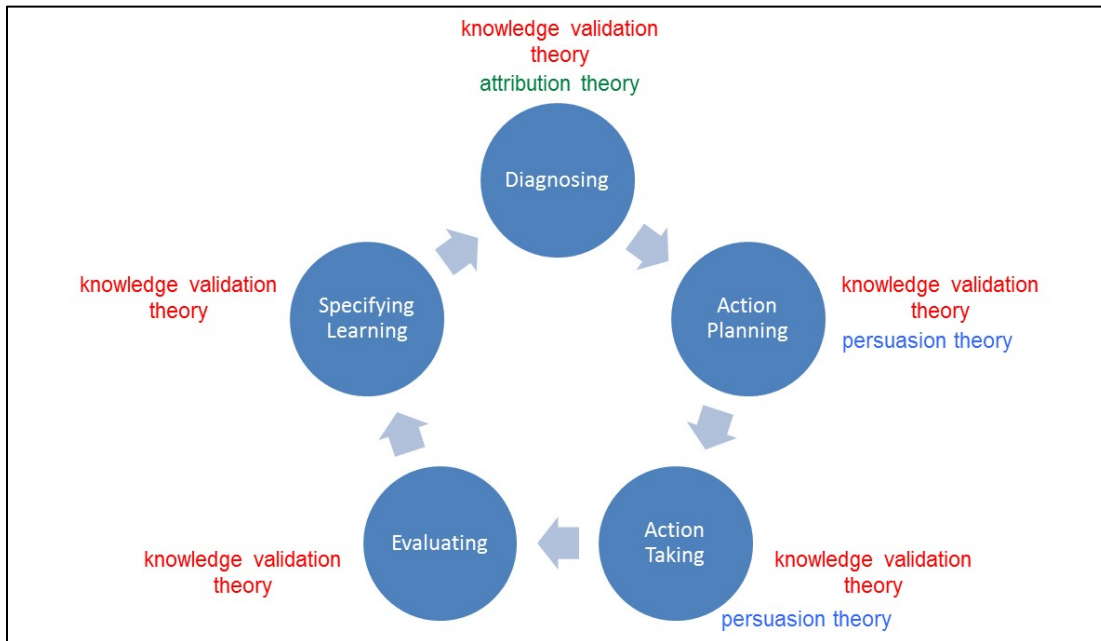 knowledge validation
theory
attribution theory
Diagnosing
knowledge validation
theory
Specifying
Learning
Action
Planning
knowledge validation
theory
persuasion theory
knowledge validation
theory
Evaluating
Action
Taking
knowledge validation
theory
persuasion theory